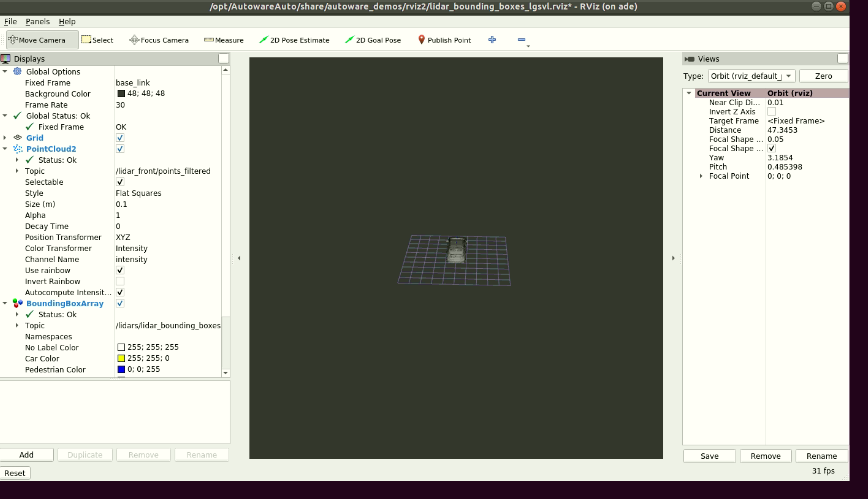 /opt/AutowareAuto/share/autoware_demos/rviz2/lidar_bounding_boxes_lgsvl.rviz* - RViz (on ade)
File Panels Help
Move Camera Select Focus Camera Measure 2D Pose Estimate 2D Goal Pose Publish Point
Displays
Global Options
Fixed Frame base_link
Background Color 48; 48; 48
Frame Rate 30
Global Status: Ok
Fixed Frame OK
Grid
PointCloud2
Status: Ok
Topic /lidar_front/points_filtered
Selectable
Style Flat Squares
Size (m) 0.1
Alpha 1
Decay Time 0
Position Transformer XYZ
Color Transformer Intensity
Channel Name intensity
Use rainbow
Invert Rainbow
Autocompute Intensit...
BoundingBoxArray
Status: Ok
Topic /lidars/lidar_bounding_boxes
Namespaces
No Label Color 255; 255; 255
Car Color 255; 255; 0
Pedestrian Color 0; 0; 255
Add Duplicate Remove Rename
Reset
Views
Type: Orbit (rviz_default_ Zero
Current View Orbit (rviz)
Near Clip Di... 0.01
Invert Z Axis
Target Frame <Fixed Frame>
Distance 47.3453
Focal Shape ... 0.05
Focal Shape ...
Yaw 3.1854
Pitch 0.485398
Focal Point 0; 0; 0
Save Remove Rename
31 fps